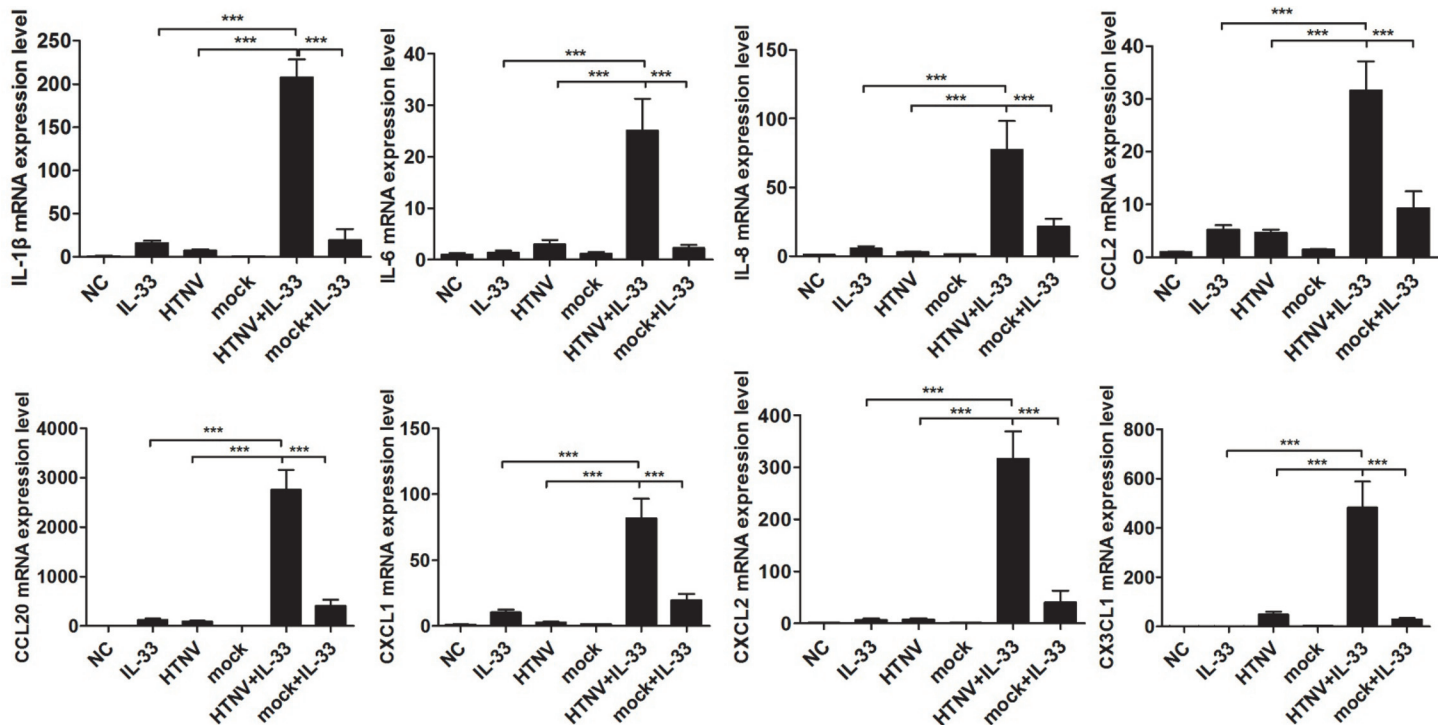 IL-1β mRNA expression level
250
200
150
100
50
0
***
***
***
NC
IL-33
HTNV
mock
HTNV+IL-33
mock+IL-33
IL-6 mRNA expression level
40
30
20
10
0
***
***
***
NC
IL-33
HTNV
mock
HTNV+IL-33
mock+IL-33
IL-8 mRNA expression level
150
100
50
0
***
***
***
NC
IL-33
HTNV
mock
HTNV+IL-33
mock+IL-33
CCL2 mRNA expression level
40
30
20
10
0
***
***
***
NC
IL-33
HTNV
mock
HTNV+IL-33
mock+IL-33
CCL20 mRNA expression level
4000
3000
2000
1000
0
***
***
***
NC
IL-33
HTNV
mock
HTNV+IL-33
mock+IL-33
CXCL1 mRNA expression level
150
100
50
0
***
***
***
NC
IL-33
HTNV
mock
HTNV+IL-33
mock+IL-33
CXCL2 mRNA expression level
400
300
200
100
0
***
***
***
NC
IL-33
HTNV
mock
HTNV+IL-33
mock+IL-33
CX3CL1 mRNA expression level
800
600
400
200
0
***
***
***
NC
IL-33
HTNV
mock
HTNV+IL-33
mock+IL-33